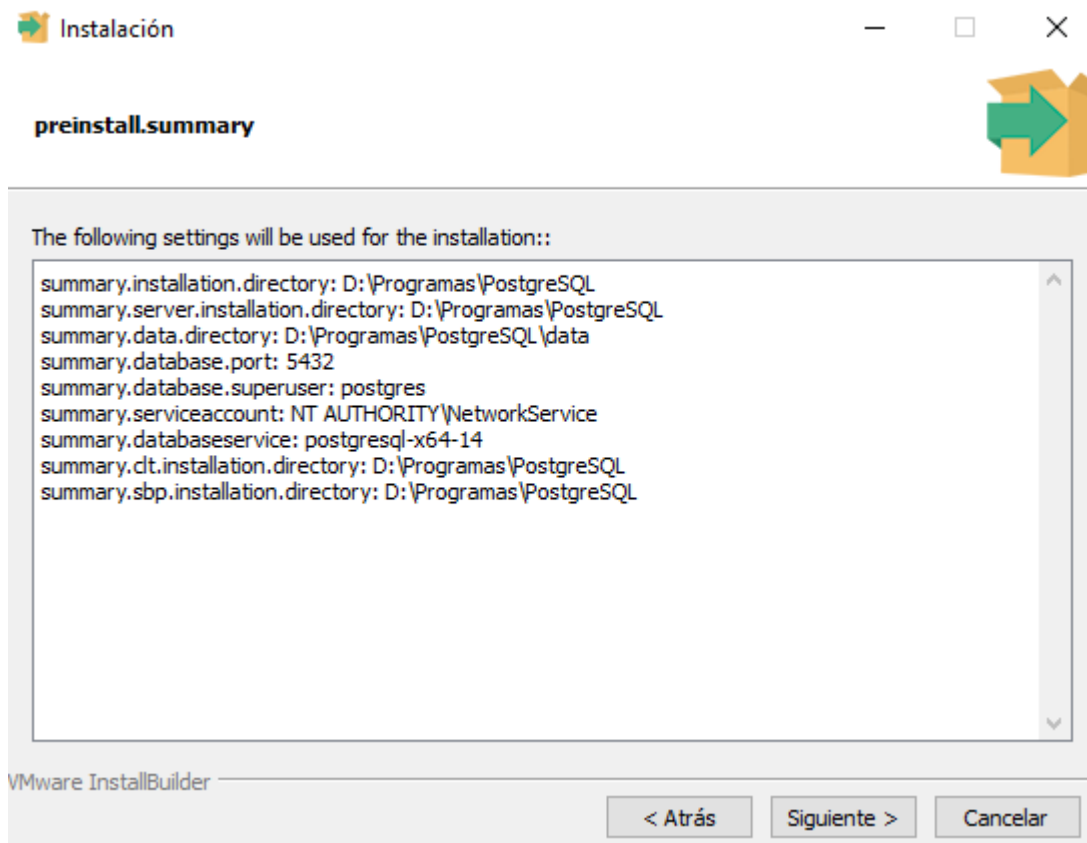 Instalación
preinstall.summary
The following settings will be used for the installation::
summary.installation.directory: D:\Programas\PostgreSQL
summary.server.installation.directory: D:\Programas\PostgreSQL
summary.data.directory: D:\Programas\PostgreSQL\data
summary.database.port: 5432
summary.database.superuser: postgres
summary.serviceaccount: NT AUTHORITY\NetworkService
summary.databaseservice: postgresql-x64-14
summary.clt.installation.directory: D:\Programas\PostgreSQL
summary.sbp.installation.directory: D:\Programas\PostgreSQL
VMware InstallBuilder
< Atrás Siguiente > Cancelar